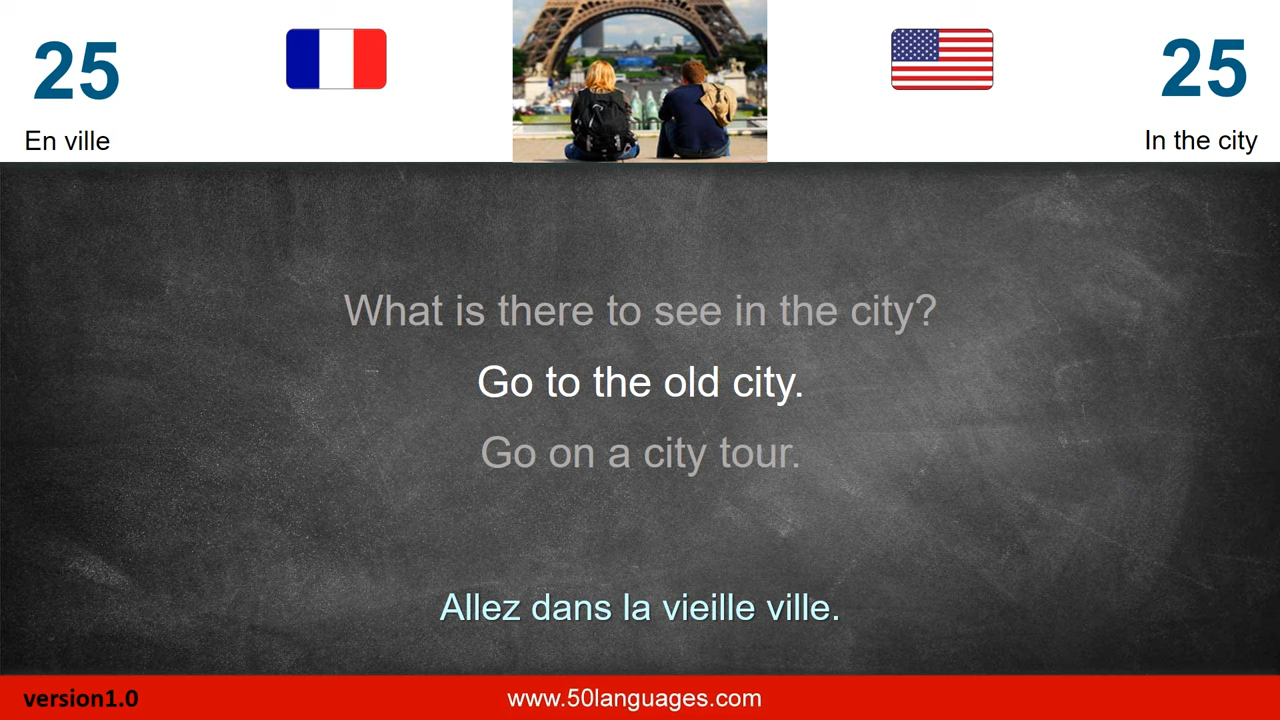 25
25
En ville
In the city
What is there to see in the city?
Go to the old city.
Go on a city tour.
Allez dans la vieille ville.
version1.0
www.50languages.com